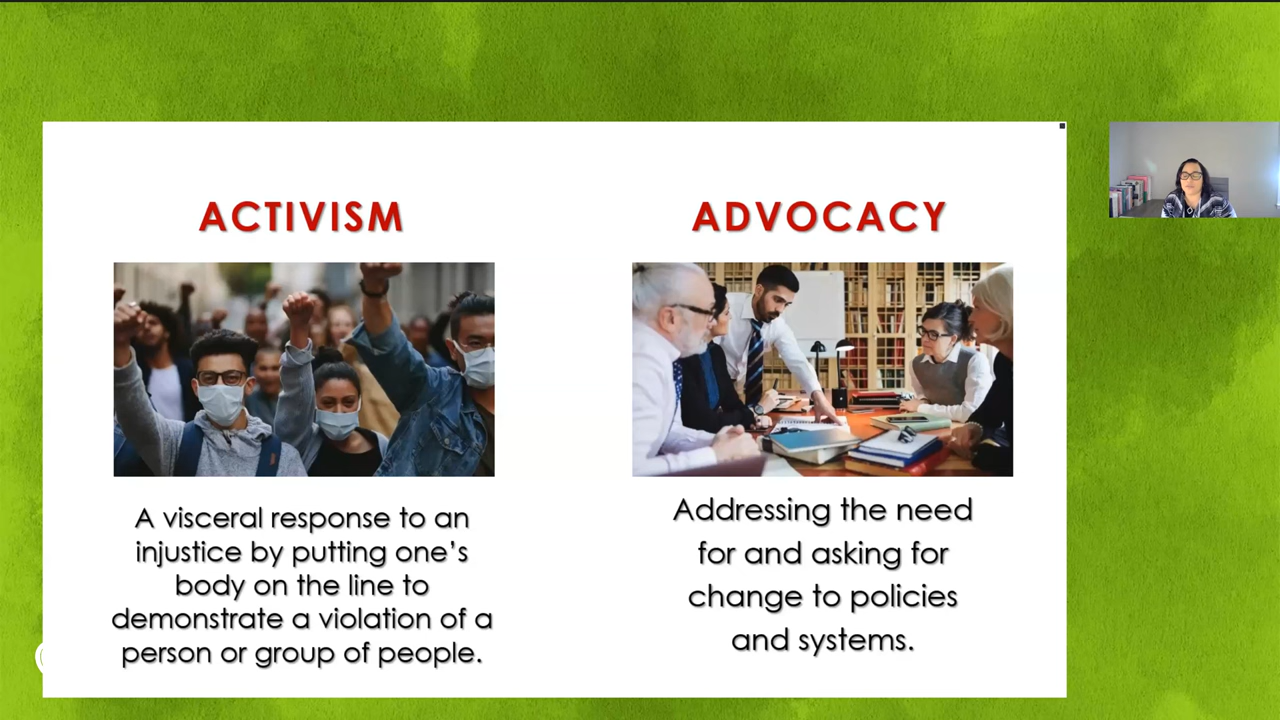 ACTIVISM
A visceral response to an
injustice by putting one's
body on the line to
demonstrate a violation of a
person or group of people.
ADVOCACY
Addressing the need
for and asking for
change to policies
and systems.